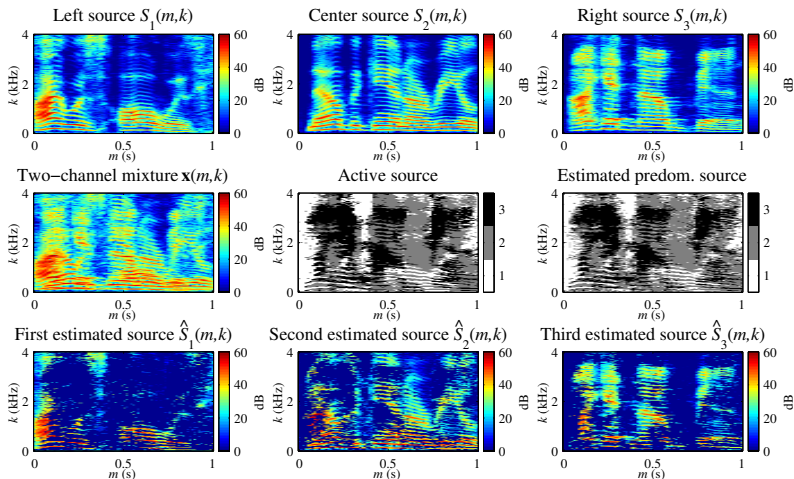 Left source S₁(m,k)
Center source S₂(m,k)
Right source S₃(m,k)
k (kHz)
4
2
0
0
0.5
1
m (s)
60
40
20
0
dB
k (kHz)
4
2
0
0
0.5
1
m (s)
60
40
20
0
dB
k (kHz)
4
2
0
0
0.5
1
m (s)
60
40
20
0
dB
Two−channel mixture x(m,k)
Active source
Estimated predom. source
k (kHz)
4
2
0
0
0.5
1
m (s)
60
40
20
0
dB
k (kHz)
4
2
0
0
0.5
1
m (s)
3
2
1
k (kHz)
4
2
0
0
0.5
1
m (s)
3
2
1
First estimated source Ŝ₁(m,k)
Second estimated source Ŝ₂(m,k)
Third estimated source Ŝ₃(m,k)
k (kHz)
4
2
0
0
0.5
1
m (s)
60
40
20
0
dB
k (kHz)
4
2
0
0
0.5
1
m (s)
60
40
20
0
dB
k (kHz)
4
2
0
0
0.5
1
m (s)
60
40
20
0
dB